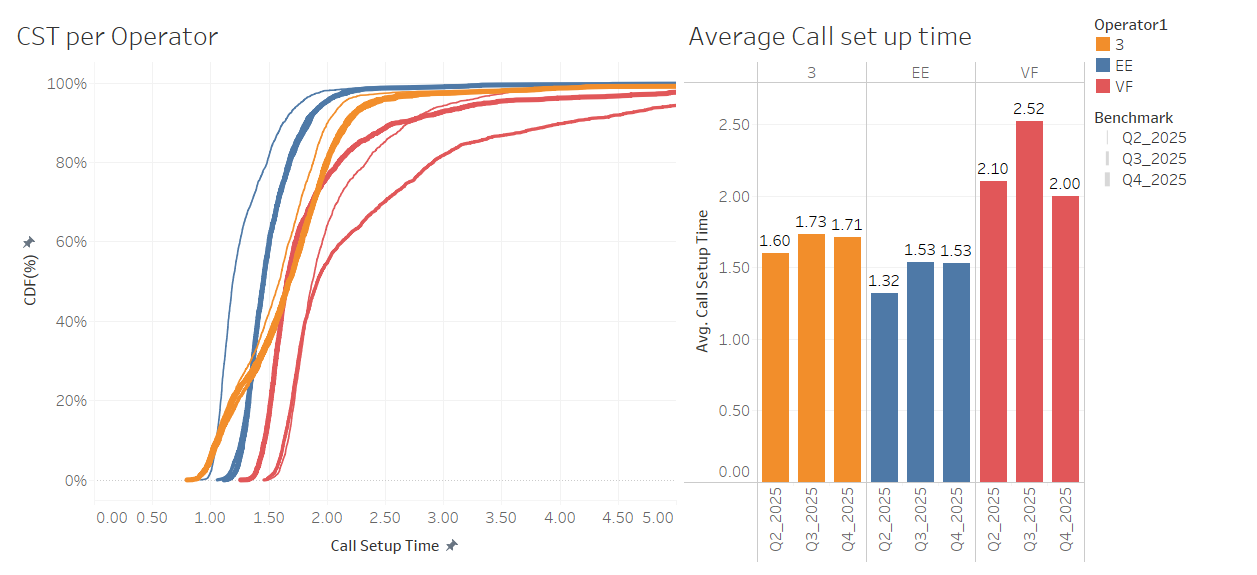 CST per Operator
100%
80%
60%
40%
20%
0%
CDF(%)
0.00 0.50 1.00 1.50 2.00 2.50 3.00 3.50 4.00 4.50 5.00
Call Setup Time
Average Call set up time
3 EE VF
2.50
2.00
1.50
1.00
0.50
0.00
Avg. Call Setup Time
1.60 1.73 1.71 1.32 1.53 1.53 2.10 2.52 2.00
Q2_2025 Q3_2025 Q4_2025 Q2_2025 Q3_2025 Q4_2025 Q2_2025 Q3_2025 Q4_2025
Operator1
3
EE
VF
Benchmark
Q2_2025
Q3_2025
Q4_2025